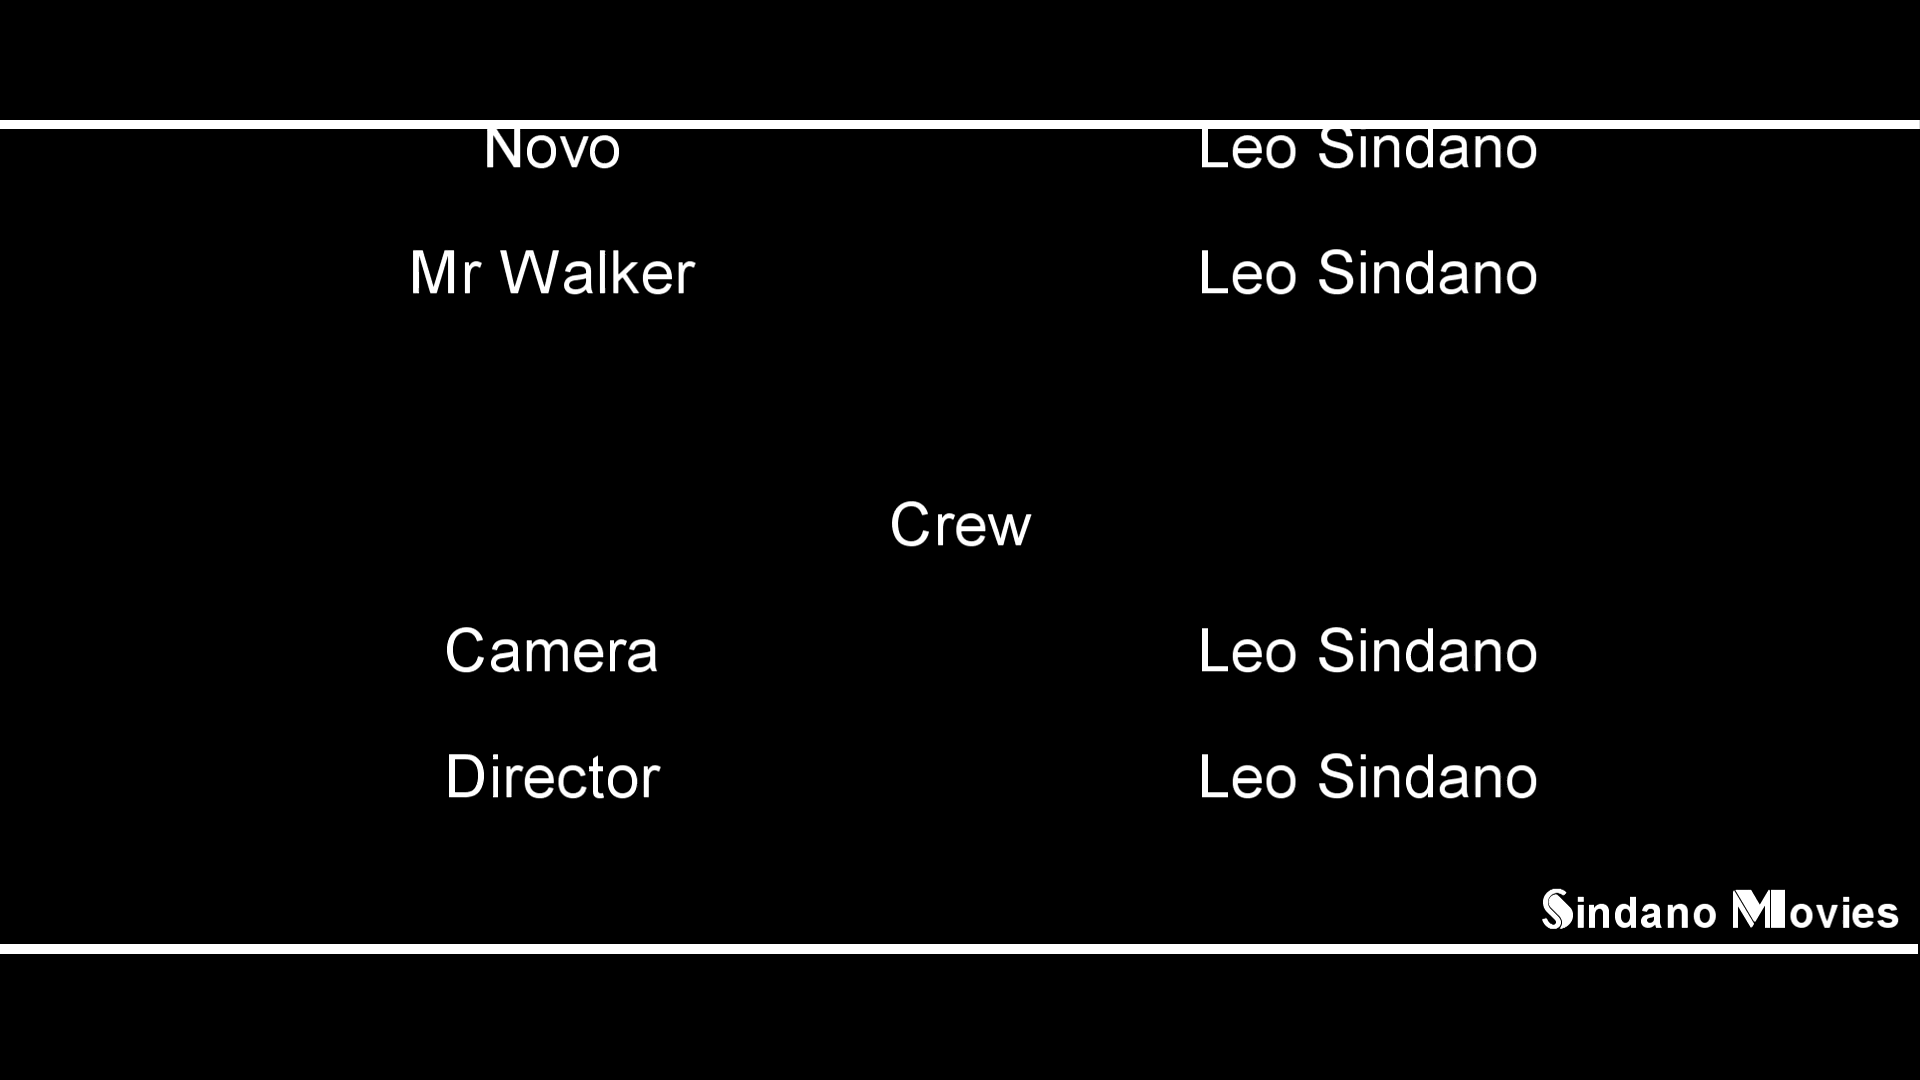 Novo Leo Sindano
Mr Walker Leo Sindano
Crew
Camera Leo Sindano
Director Leo Sindano
Sindano Movies